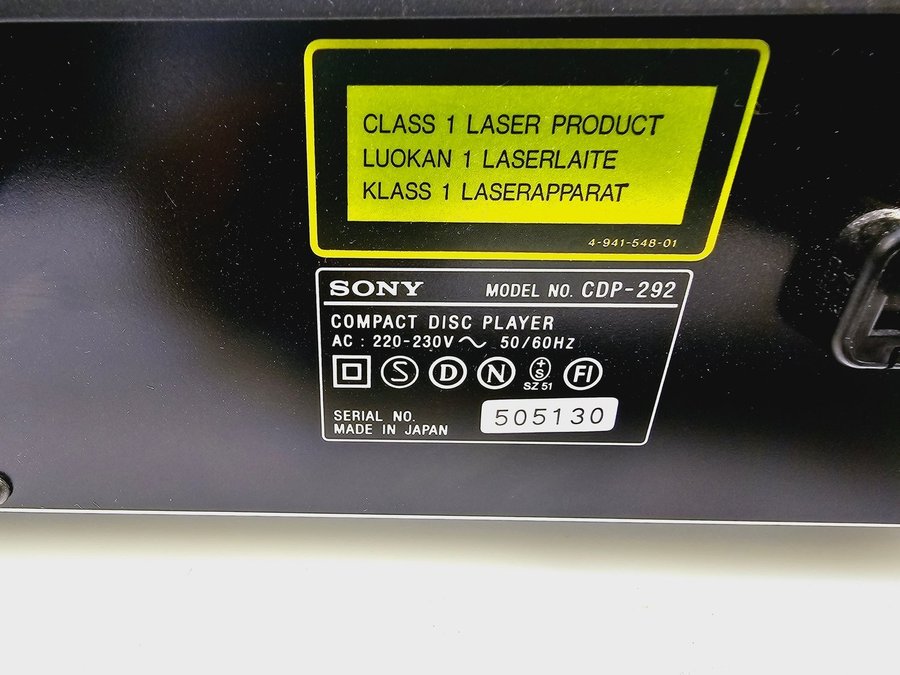 CLASS 1 LASER PRODUCT
LUOKAN 1 LASERLAITE
KLASS 1 LASERAPPARAT
4-941-548-01
SONY MODEL NO. CDP-292
COMPACT DISC PLAYER
AC : 220-230V ~ 50/60Hz
S D N +S FI
SZ 51
SERIAL NO. 505130
MADE IN JAPAN